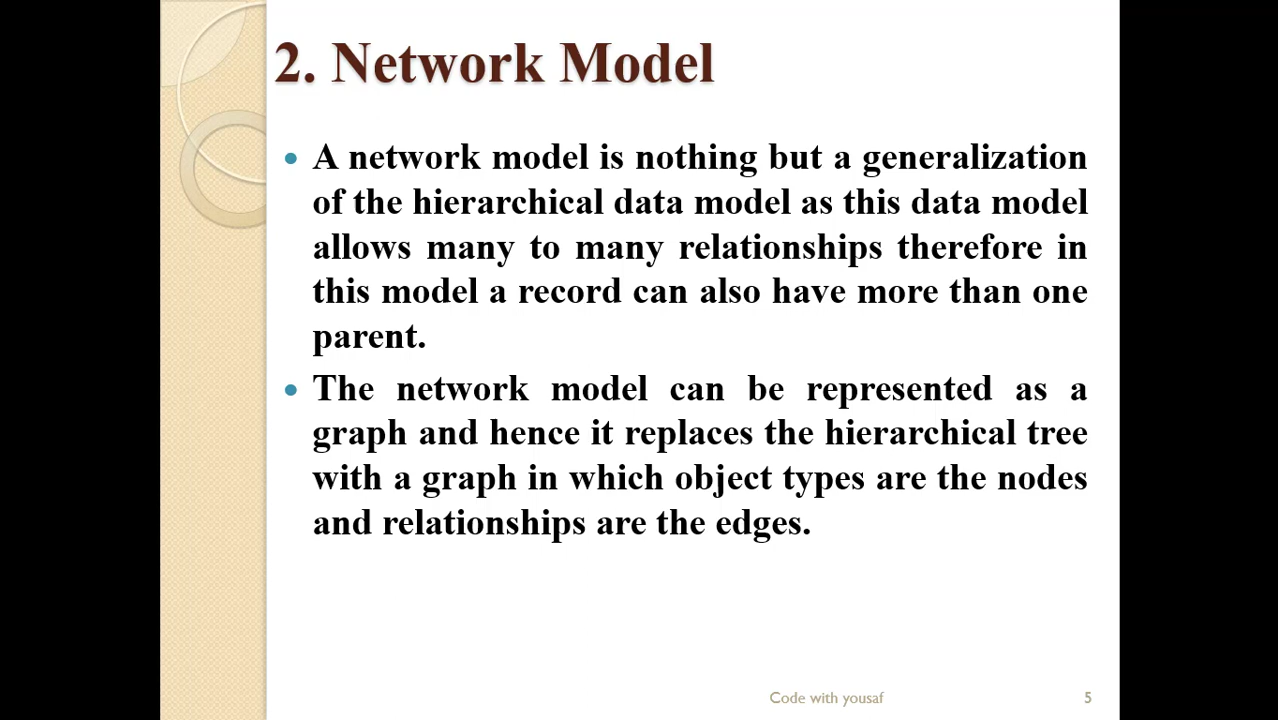 2. Network Model
• A network model is nothing but a generalization
of the hierarchical data model as this data model
allows many to many relationships therefore in
this model a record can also have more than one
parent.
• The network model can be represented as a
graph and hence it replaces the hierarchical tree
with a graph in which object types are the nodes
and relationships are the edges.
Code with yousaf
5